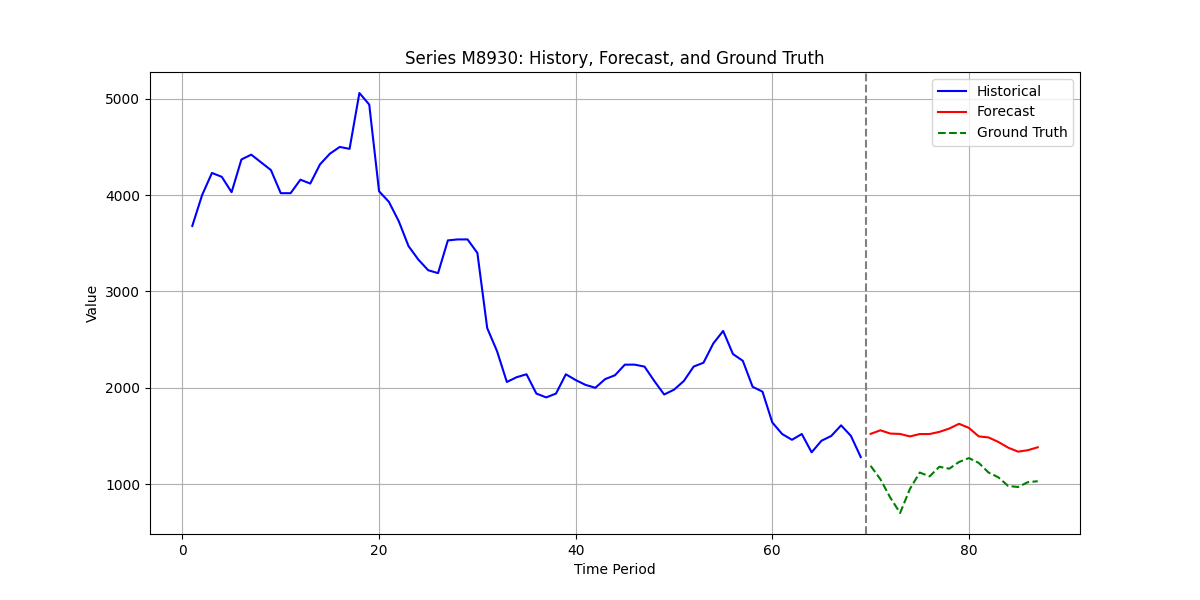 Series M8930: History, Forecast, and Ground Truth
Historical
Forecast
Ground Truth
5000
4000
3000
2000
1000
Value
0
20
40
60
80
Time Period